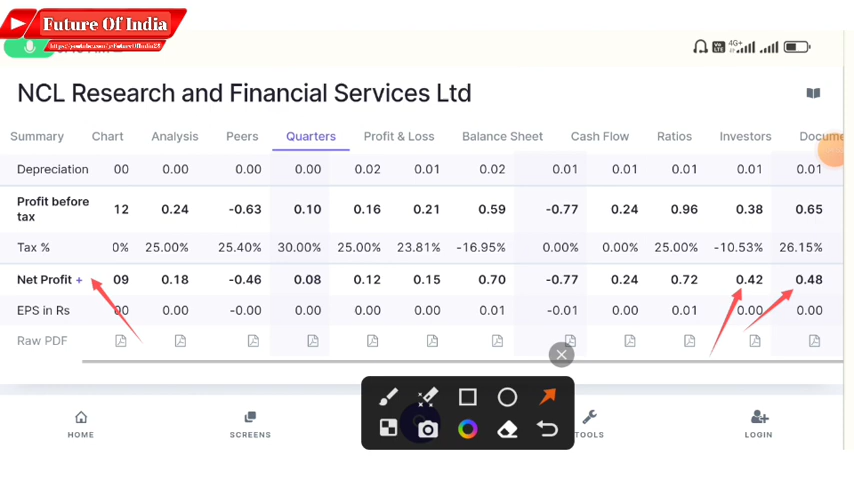 Future Of India
NCL Research and Financial Services Ltd
Summary Chart Analysis Peers Quarters Profit & Loss Balance Sheet Cash Flow Ratios Investors Docume
Depreciation 00 0.00 0.00 0.00 0.02 0.01 0.02 0.01 0.01 0.01 0.01 0.01
Profit before
tax 12 0.24 -0.63 0.10 0.16 0.21 0.59 -0.77 0.24 0.96 0.38 0.65
Tax % 0% 25.00% 25.40% 30.00% 25.00% 23.81% -16.95% 0.00% 0.00% 25.00% -10.53% 26.15%
Net Profit + 09 0.18 -0.46 0.08 0.12 0.15 0.70 -0.77 0.24 0.72 0.42 0.48
EPS in Rs 00 0.00 -0.00 0.00 0.00 0.00 0.01 -0.01 0.00 0.01 0.00 0.00
Raw PDF
HOME SCREENS TOOLS LOGIN